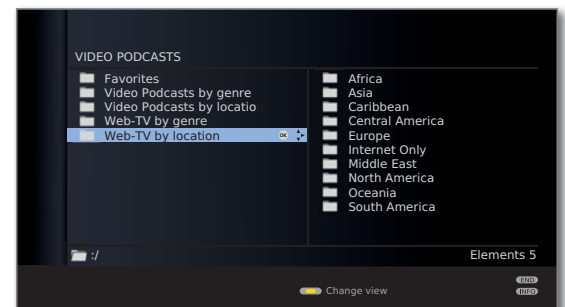 VIDEO PODCASTS
Favorites
Video Podcasts by genre
Video Podcasts by locatio
Web-TV by genre
Web-TV by location
OK
Africa
Asia
Caribbean
Central America
Europe
Internet Only
Middle East
North America
Oceania
South America
:/
Elements 5
Change view
END
INFO